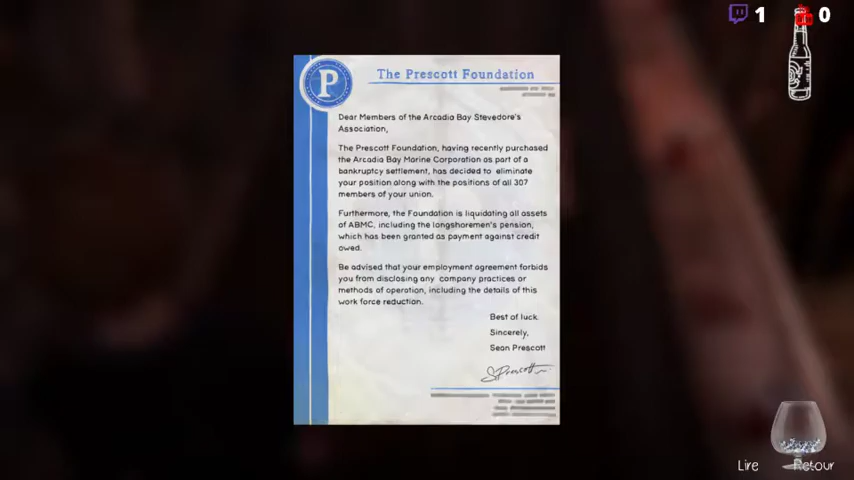 1
0
P
The Prescott Foundation
Dear Members of the Arcadia Bay Stevedore's
Association,
The Prescott Foundation, having recently purchased
the Arcadia Bay Marine Corporation as part of a
bankruptcy settlement, has decided to eliminate
your position along with the positions of all 307
members of your union.
Furthermore, the Foundation is liquidating all assets
of ABMC, including the longshoremen's pension,
which has been granted as payment against credit
owed.
Be advised that your employment agreement forbids
you from disclosing any company practices or
methods of operation, including the details of this
work force reduction.
Best of luck.
Sincerely,
Sean Prescott
SPrescott
Lire
Retour